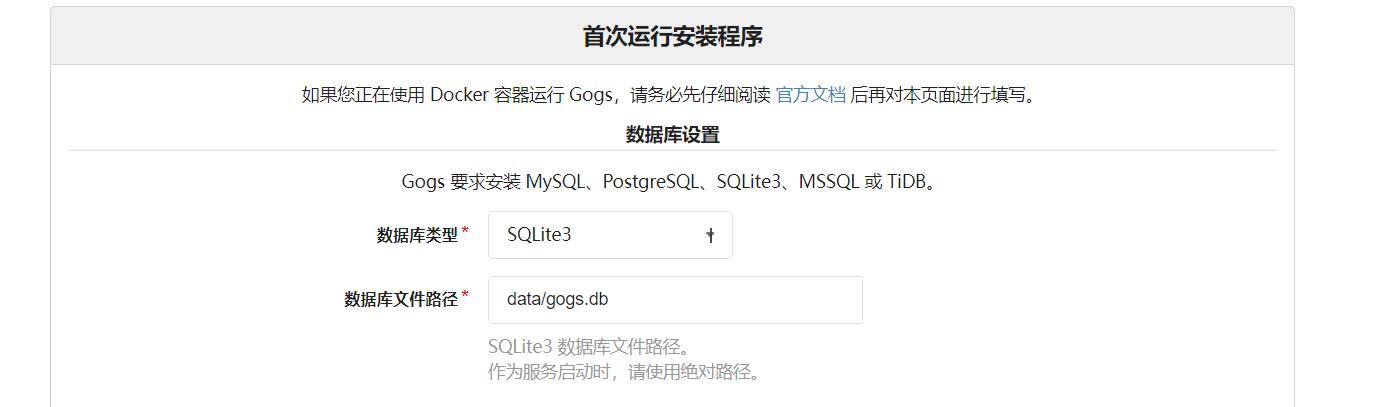 首次运行安装程序
如果您正在使用 Docker 容器运行 Gogs，请务必先仔细阅读 官方文档 后再对本页面进行填写。
数据库设置
Gogs 要求安装 MySQL、PostgreSQL、SQLite3、MSSQL 或 TiDB。
数据库类型* SQLite3
数据库文件路径* data/gogs.db
SQLite3 数据库文件路径。
作为服务启动时，请使用绝对路径。